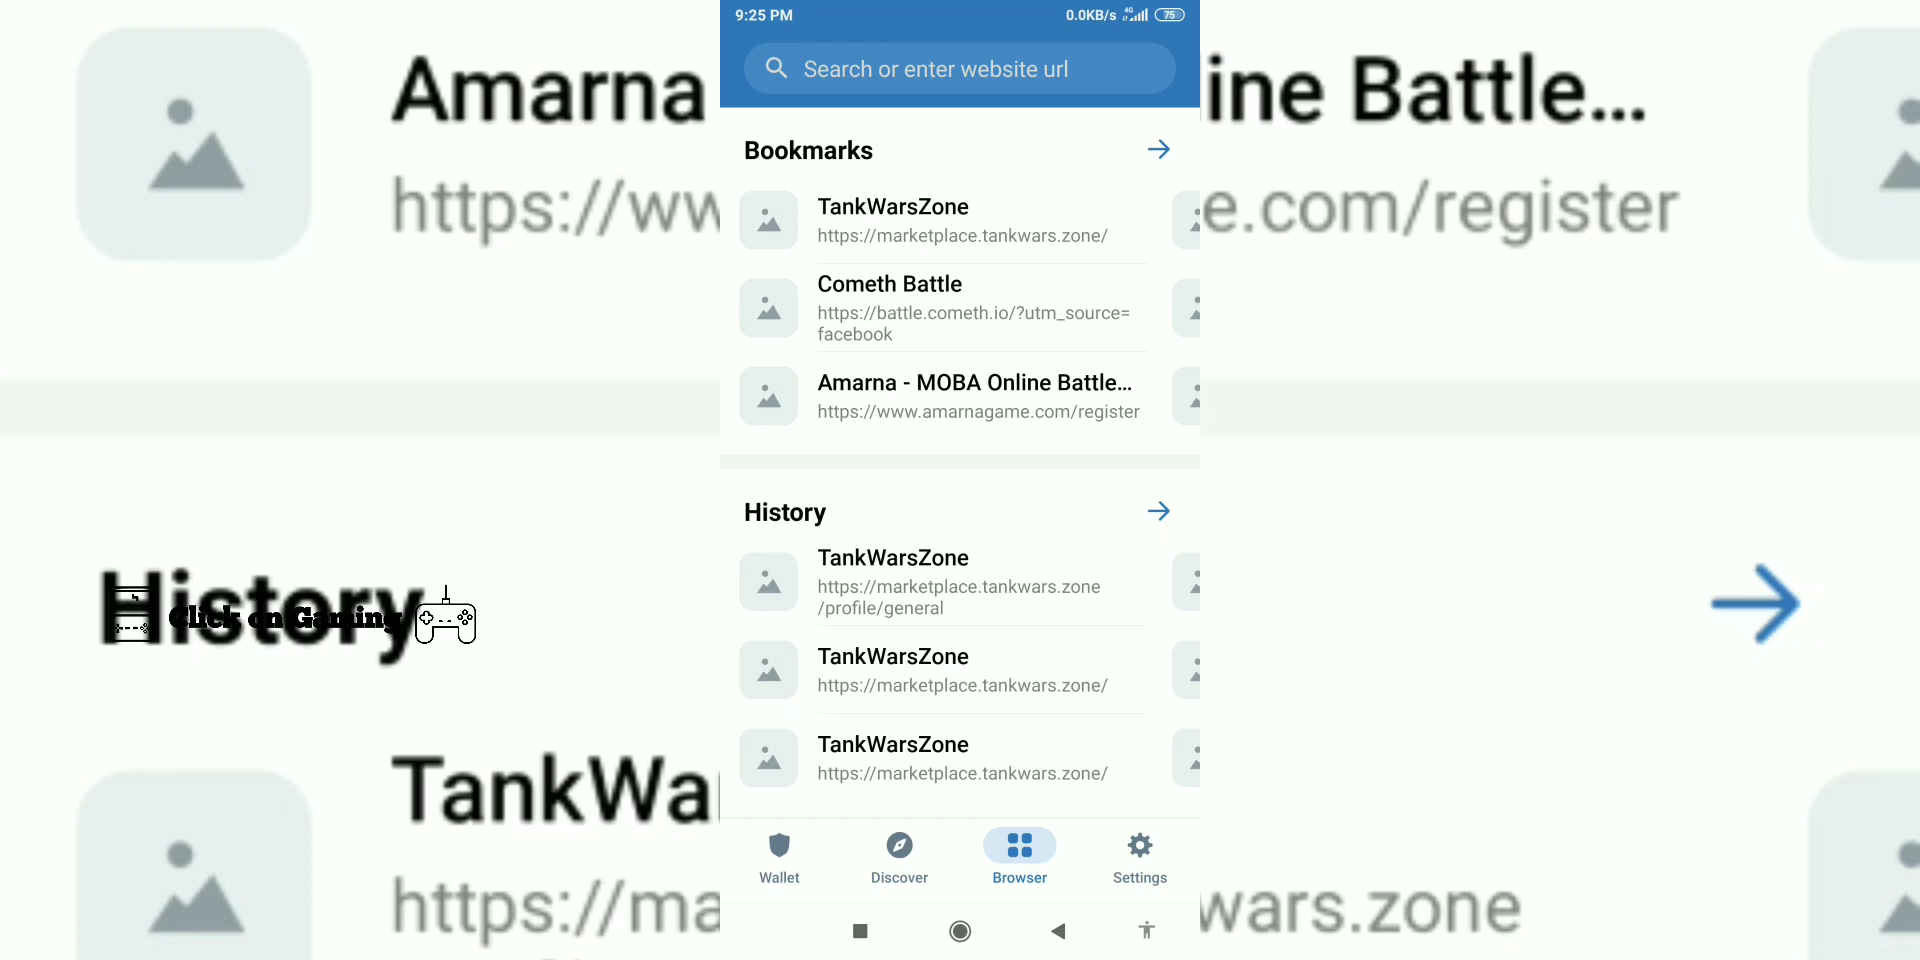 9:25 PM
0.0KB/s 4G 75
Search or enter website url
Bookmarks
TankWarsZone
https://marketplace.tankwars.zone/
Cometh Battle
https://battle.cometh.io/?utm_source=
facebook
Amarna - MOBA Online Battle...
https://www.amarnagame.com/register
History
TankWarsZone
https://marketplace.tankwars.zone
/profile/general
TankWarsZone
https://marketplace.tankwars.zone/
TankWarsZone
https://marketplace.tankwars.zone/
Wallet
Discover
Browser
Settings
Amarna
ine Battle...
https://ww
e.com/register
History
Click on Gaming
TankWar
https://ma
wars.zone